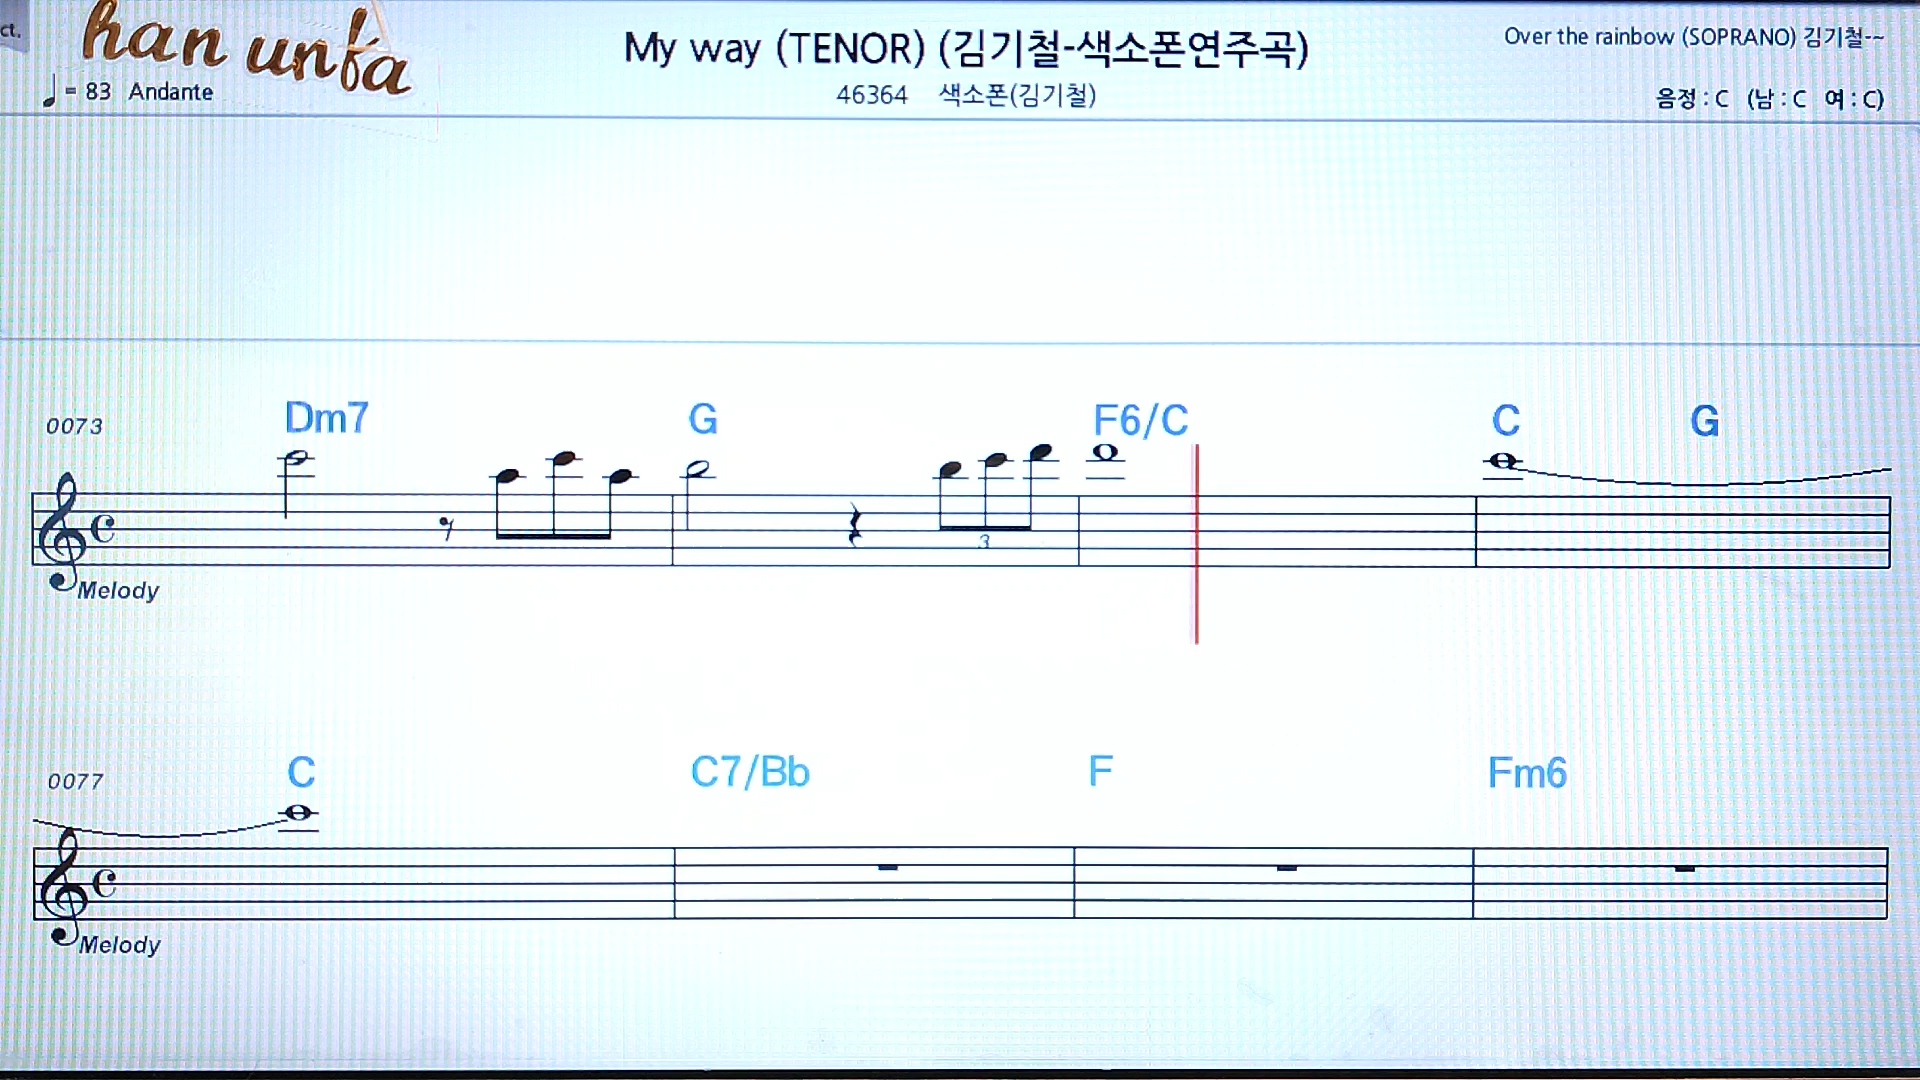 ct.
han unfa
♩= 83 Andante
My way (TENOR) (김기철-색소폰연주곡)
46364 색소폰(김기철)
Over the rainbow (SOPRANO) 김기철-~
음정 : C (남 : C 여 : C)
0073 Dm7 G F6/C C G
3
Melody
0077 C C7/Bb F Fm6
Melody